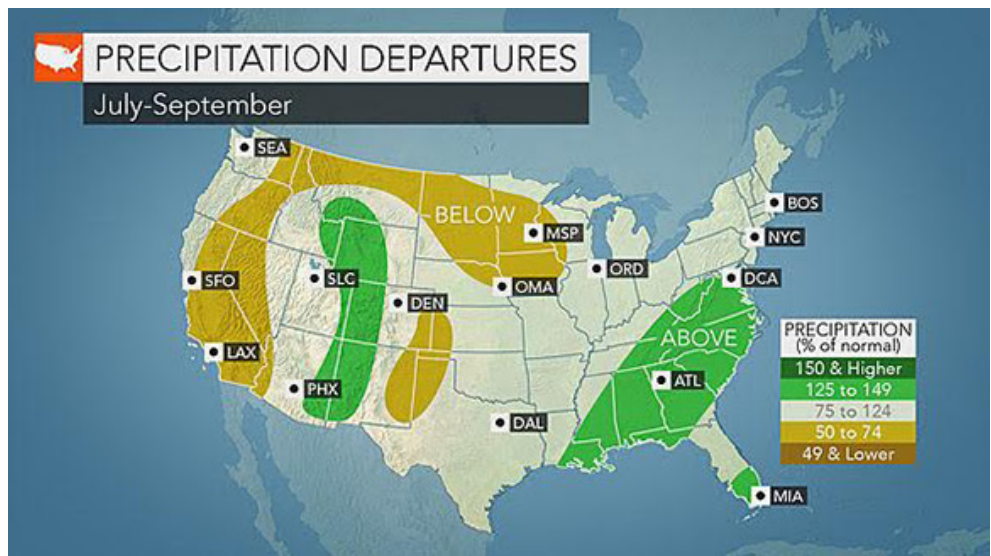 PRECIPITATION DEPARTURES
July-September
SEA
BELOW
MSP
BOS
NYC
ORD
DCA
SFO
SLC
OMA
DEN
ABOVE
LAX
PHX
ATL
DAL
MIA
PRECIPITATION
(% of normal)
150 & Higher
125 to 149
75 to 124
50 to 74
49 & Lower